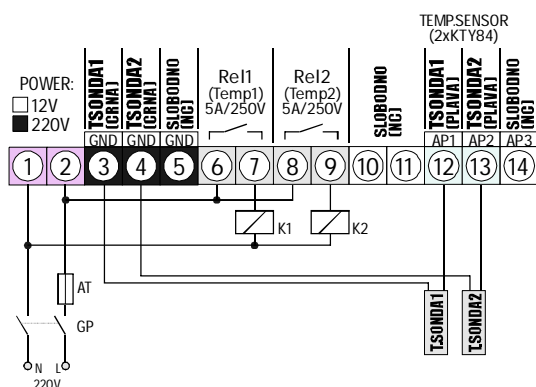 TEMP.SENSOR
(2xKTY84)
POWER:
12V
220V
TSONDA1
(CRNA)
TSONDA2
(CRNA)
SLOBODNO
(NC)
Rel1
(Temp1)
5A/250V
Rel2
(Temp2)
5A/250V
SLOBODNO
(NC)
TSONDA1
(PLAVA)
TSONDA2
(PLAVA)
SLOBODNO
(NC)
GND GND GND AP1 AP2 AP3
1 2 3 4 5 6 7 8 9 10 11 12 13 14
K1 K2
AT
GP
T.SONDA1
T.SONDA2
N L
220V